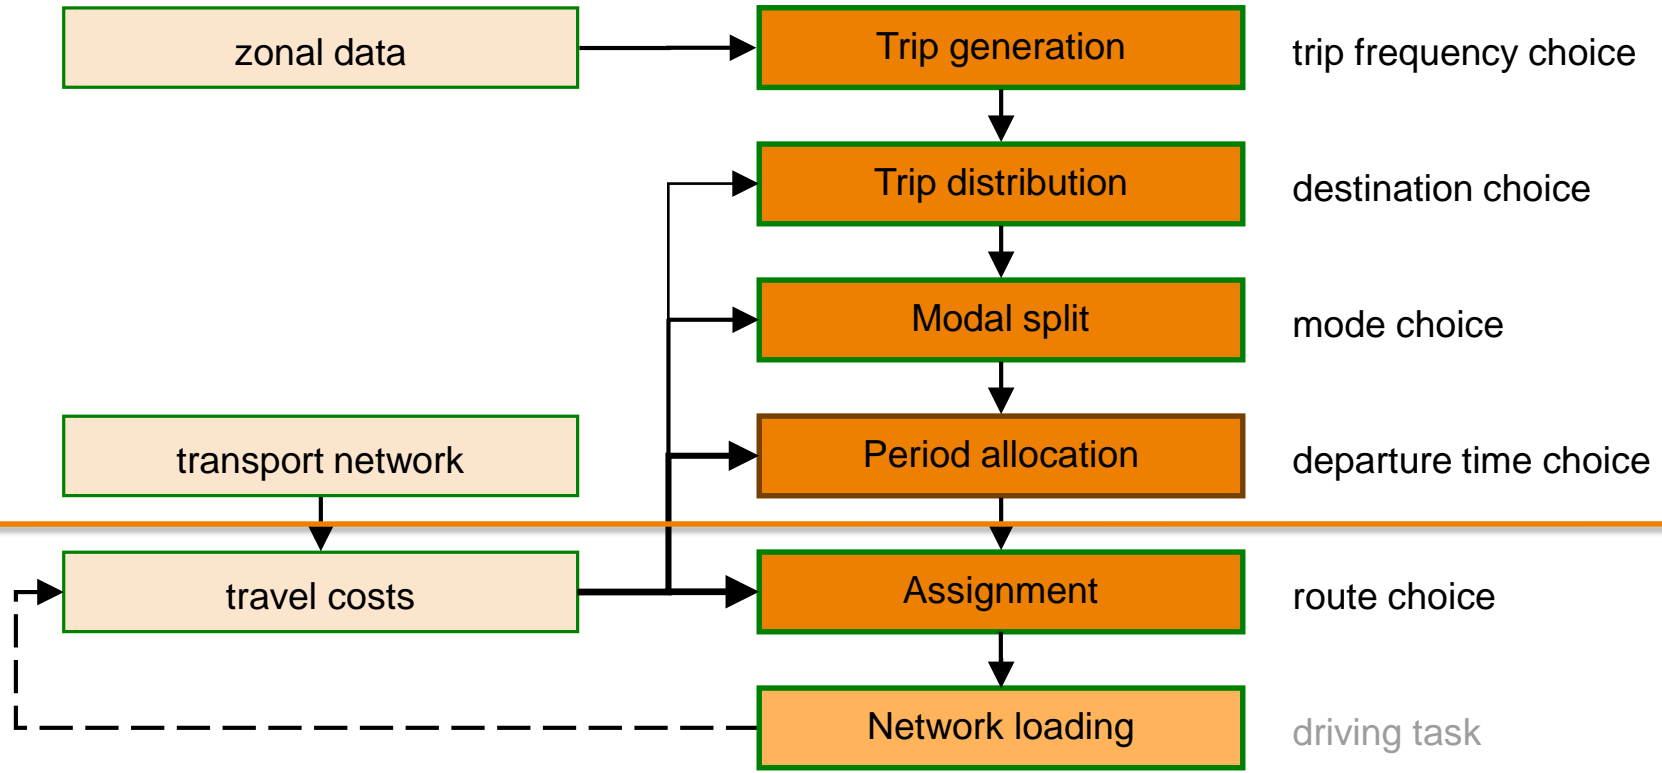 zonal data
Trip generation
trip frequency choice
Trip distribution
destination choice
Modal split
mode choice
transport network
Period allocation
departure time choice
travel costs
Assignment
route choice
Network loading
driving task